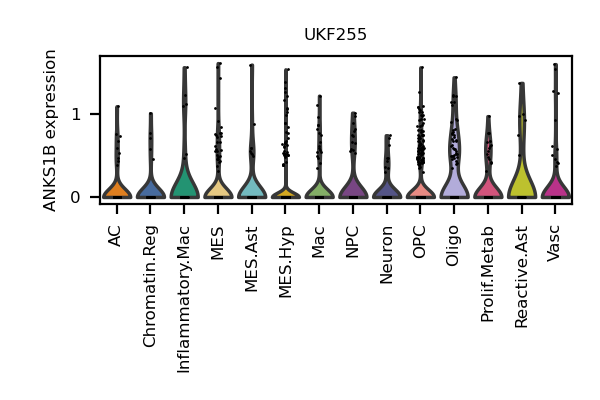 UKF255
ANKS1B expression
1
0
AC
Chromatin.Reg
Inflammatory.Mac
MES
MES.Ast
MES.Hyp
Mac
NPC
Neuron
OPC
Oligo
Prolif.Metab
Reactive.Ast
Vasc